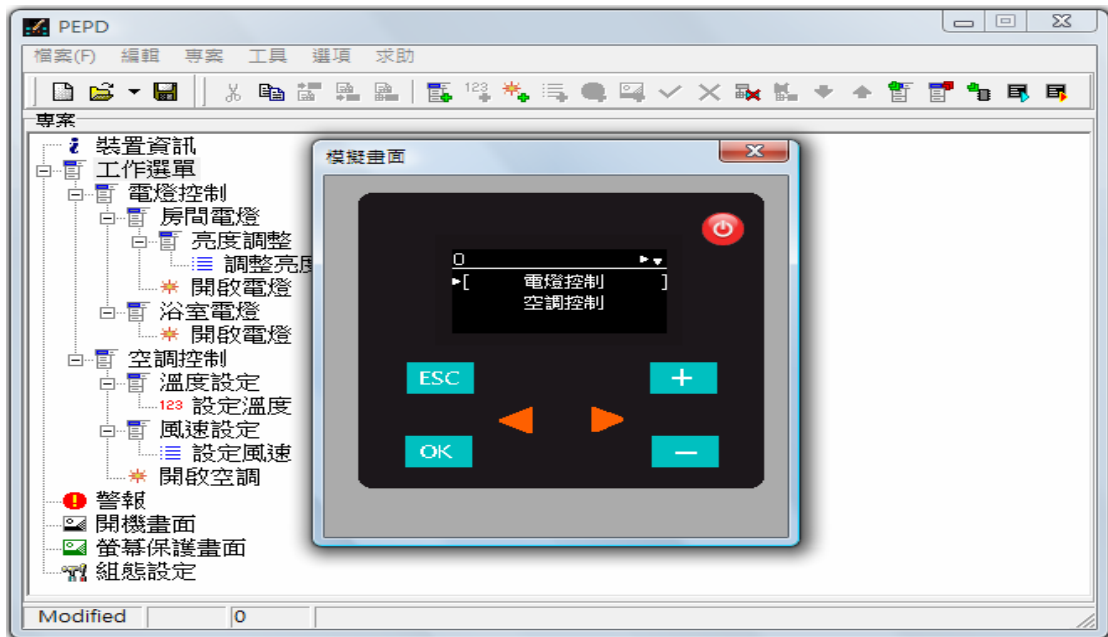 PEPD
檔案(F) 編輯 專案 工具 選項 求助
專案
裝置資訊
工作選單
電燈控制
房間電燈
亮度調整
調整亮度
開啟電燈
浴室電燈
開啟電燈
空調控制
溫度設定
123 設定溫度
風速設定
設定風速
開啟空調
警報
開機畫面
螢幕保護畫面
組態設定
模擬畫面
0
[ 電燈控制 ]
空調控制
ESC
+
OK
−
Modified 0